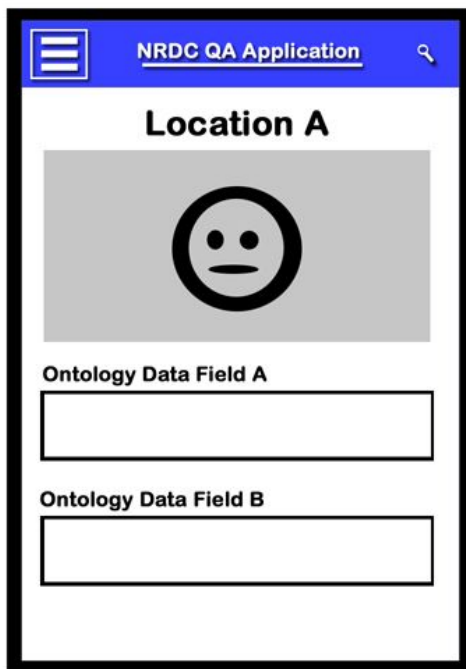 NRDC QA Application
Location A
Ontology Data Field A
Ontology Data Field B